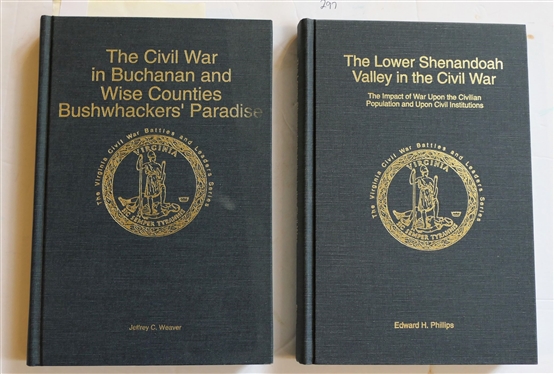 297
The Civil War
in Buchanan and
Wise Counties
Bushwhackers' Paradise
The Virginia Civil War Battles and Leaders Series
VIRGINIA
SIC SEMPER TYRANNIS
Jeffrey C. Weaver
The Lower Shenandoah
Valley in the Civil War
The Impact of War Upon the Civilian
Population and Upon Civil Institutions
The Virginia Civil War Battles and Leaders Series
VIRGINIA
SIC SEMPER TYRANNIS
Edward H. Phillips